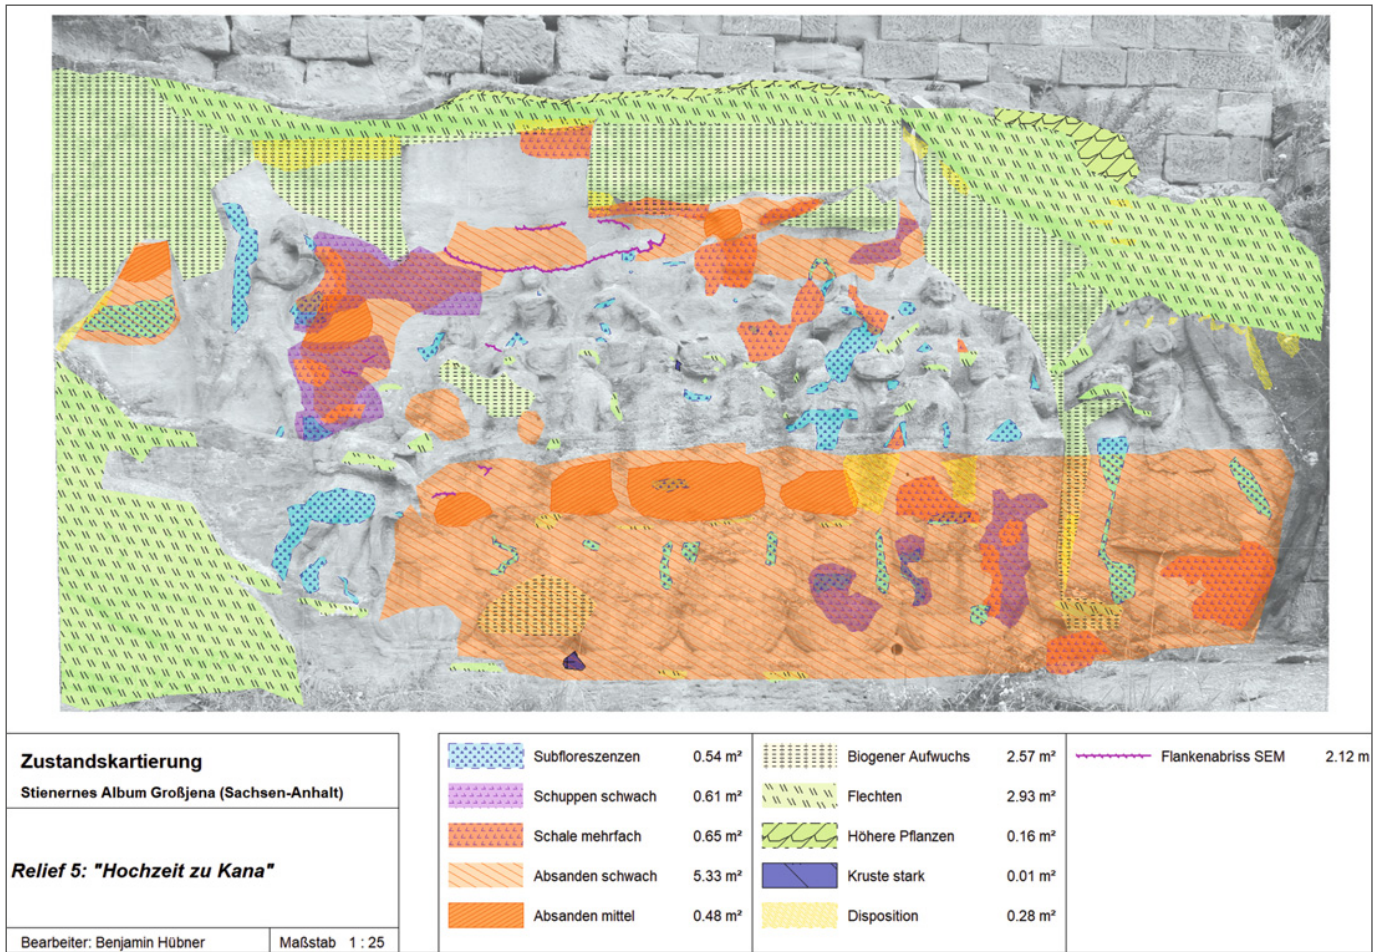 Zustandskartierung
Stienernes Album Großjena (Sachsen-Anhalt)
Relief 5: "Hochzeit zu Kana"
Bearbeiter: Benjamin Hübner
Maßstab 1 : 25
Subfloreszenzen 0.54 m²
Schuppen schwach 0.61 m²
Schale mehrfach 0.65 m²
Absanden schwach 5.33 m²
Absanden mittel 0.48 m²
Biogener Aufwuchs 2.57 m²
Flechten 2.93 m²
Höhere Pflanzen 0.16 m²
Kruste stark 0.01 m²
Disposition 0.28 m²
Flankenabriss SEM 2.12 m